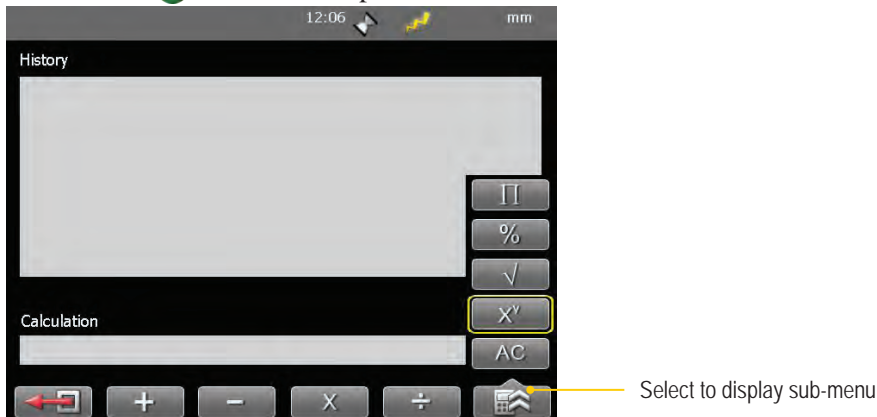 12:06 mm
History
Π
%
√
Xʸ
Calculation
AC
+ − X ÷
Select to display sub-menu